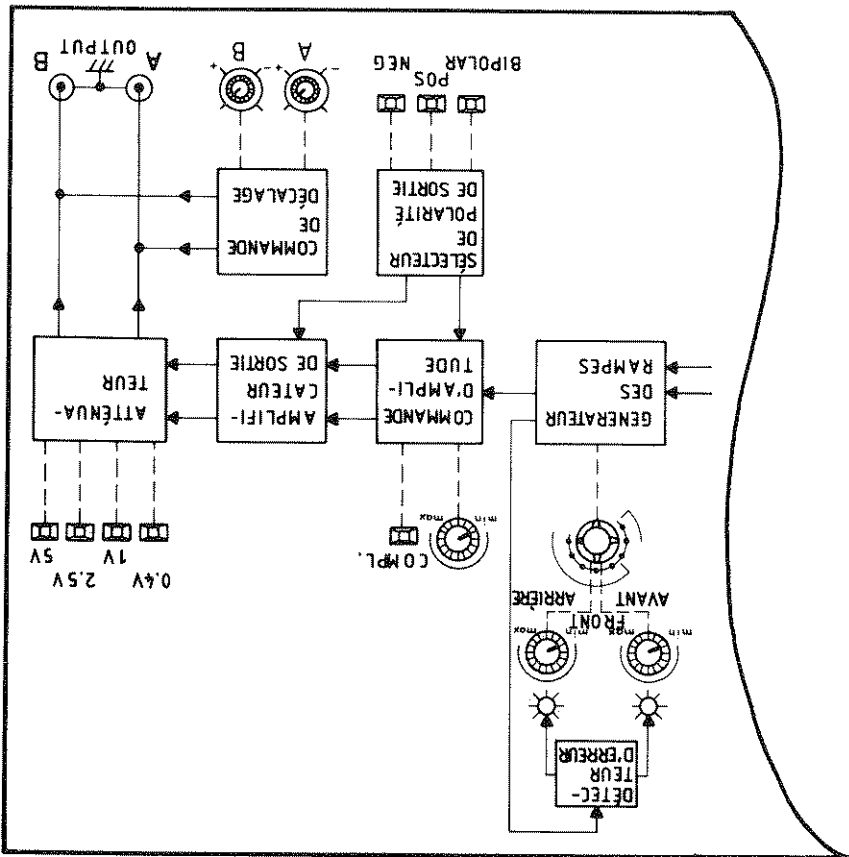 DÉTEC-
TEUR
D'ERREUR
min max
min max
FRONT
AVANT
ARRIÈRE
min max
COMPL.
0.4V
1V
2.5V
5V
GENERATEUR
DES
RAMPES
COMMANDE
D'AMPLI-
TUDE
AMPLIFI-
CATEUR
DE SORTIE
ATTÉNUA-
TEUR
SÉLECTEUR
DE
POLARITÉ
DE SORTIE
COMMANDE
DE
DÉCALAGE
BIPOLAR
POS
NEG
- +
A
- +
B
A
OUTPUT
B